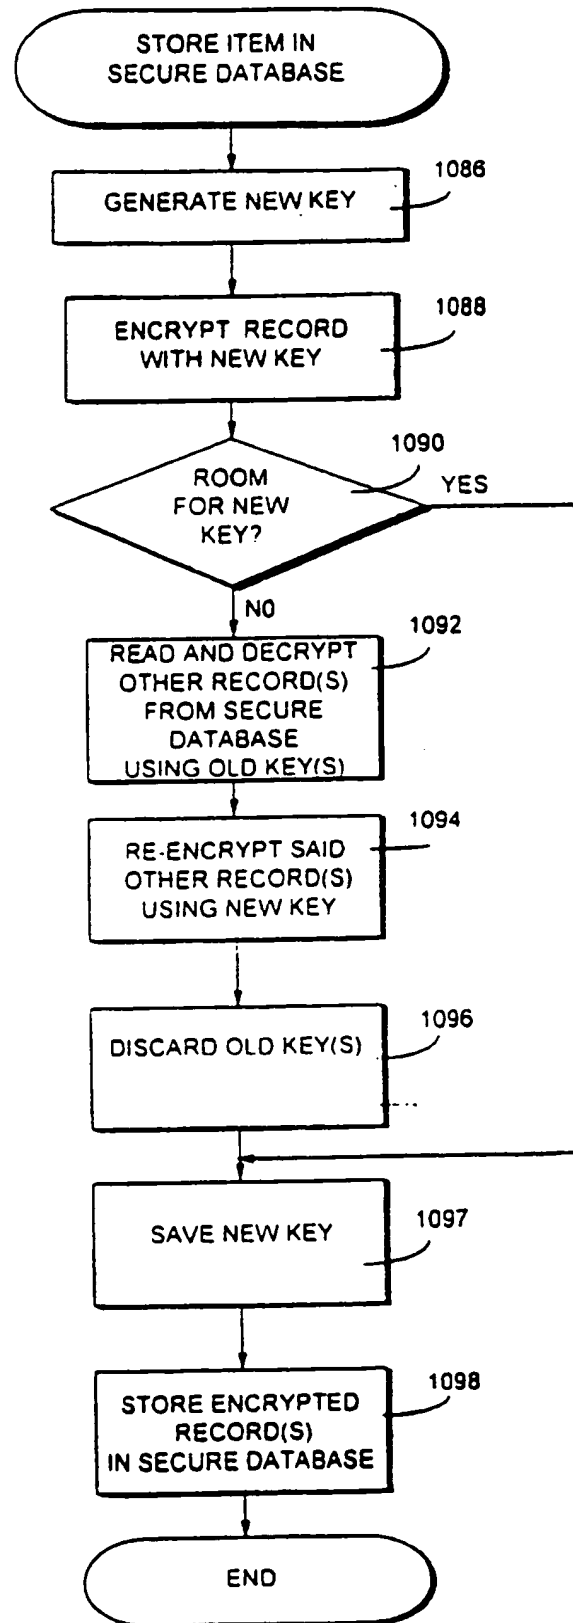 STORE ITEM IN
SECURE DATABASE
1086
GENERATE NEW KEY
1088
ENCRYPT RECORD
WITH NEW KEY
1090
ROOM
FOR NEW
KEY?
YES
NO
1092
READ AND DECRYPT
OTHER RECORD(S)
FROM SECURE
DATABASE
USING OLD KEY(S)
1094
RE-ENCRYPT SAID
OTHER RECORD(S)
USING NEW KEY
1096
DISCARD OLD KEY(S)
1097
SAVE NEW KEY
1098
STORE ENCRYPTED
RECORD(S)
IN SECURE DATABASE
END